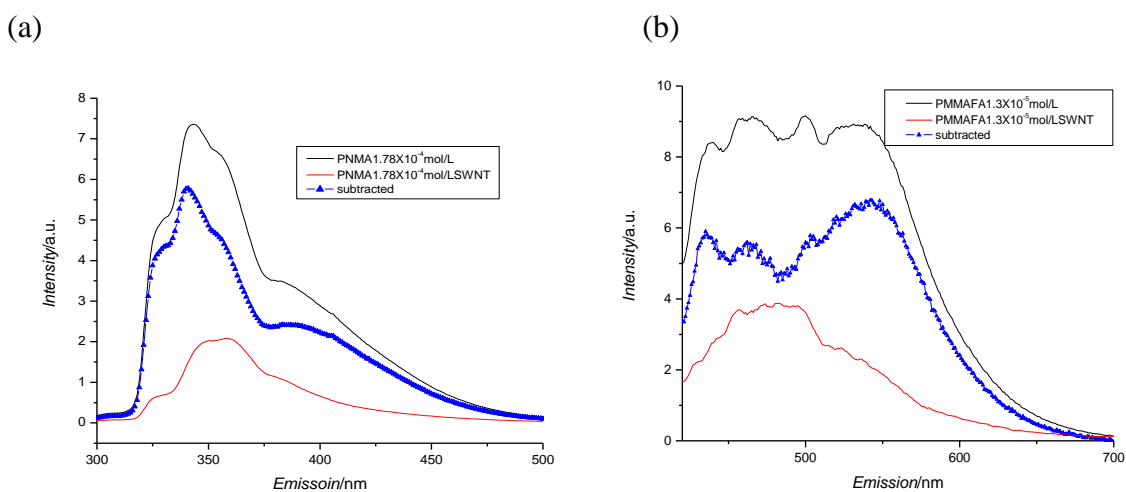 (a)
(b)
8
7
6
5
4
3
2
1
0
Intensity/a.u.
PNMA1.78X10⁻⁴mol/L
PNMA1.78X10⁻⁴mol/LSWNT
subtracted
300
350
400
450
500
Emissoin/nm
10
8
6
4
2
0
Intensity/a.u.
PMMAFA1.3X10⁻⁵mol/L
PMMAFA1.3X10⁻⁵mol/LSWNT
subtracted
500
600
700
Emission/nm